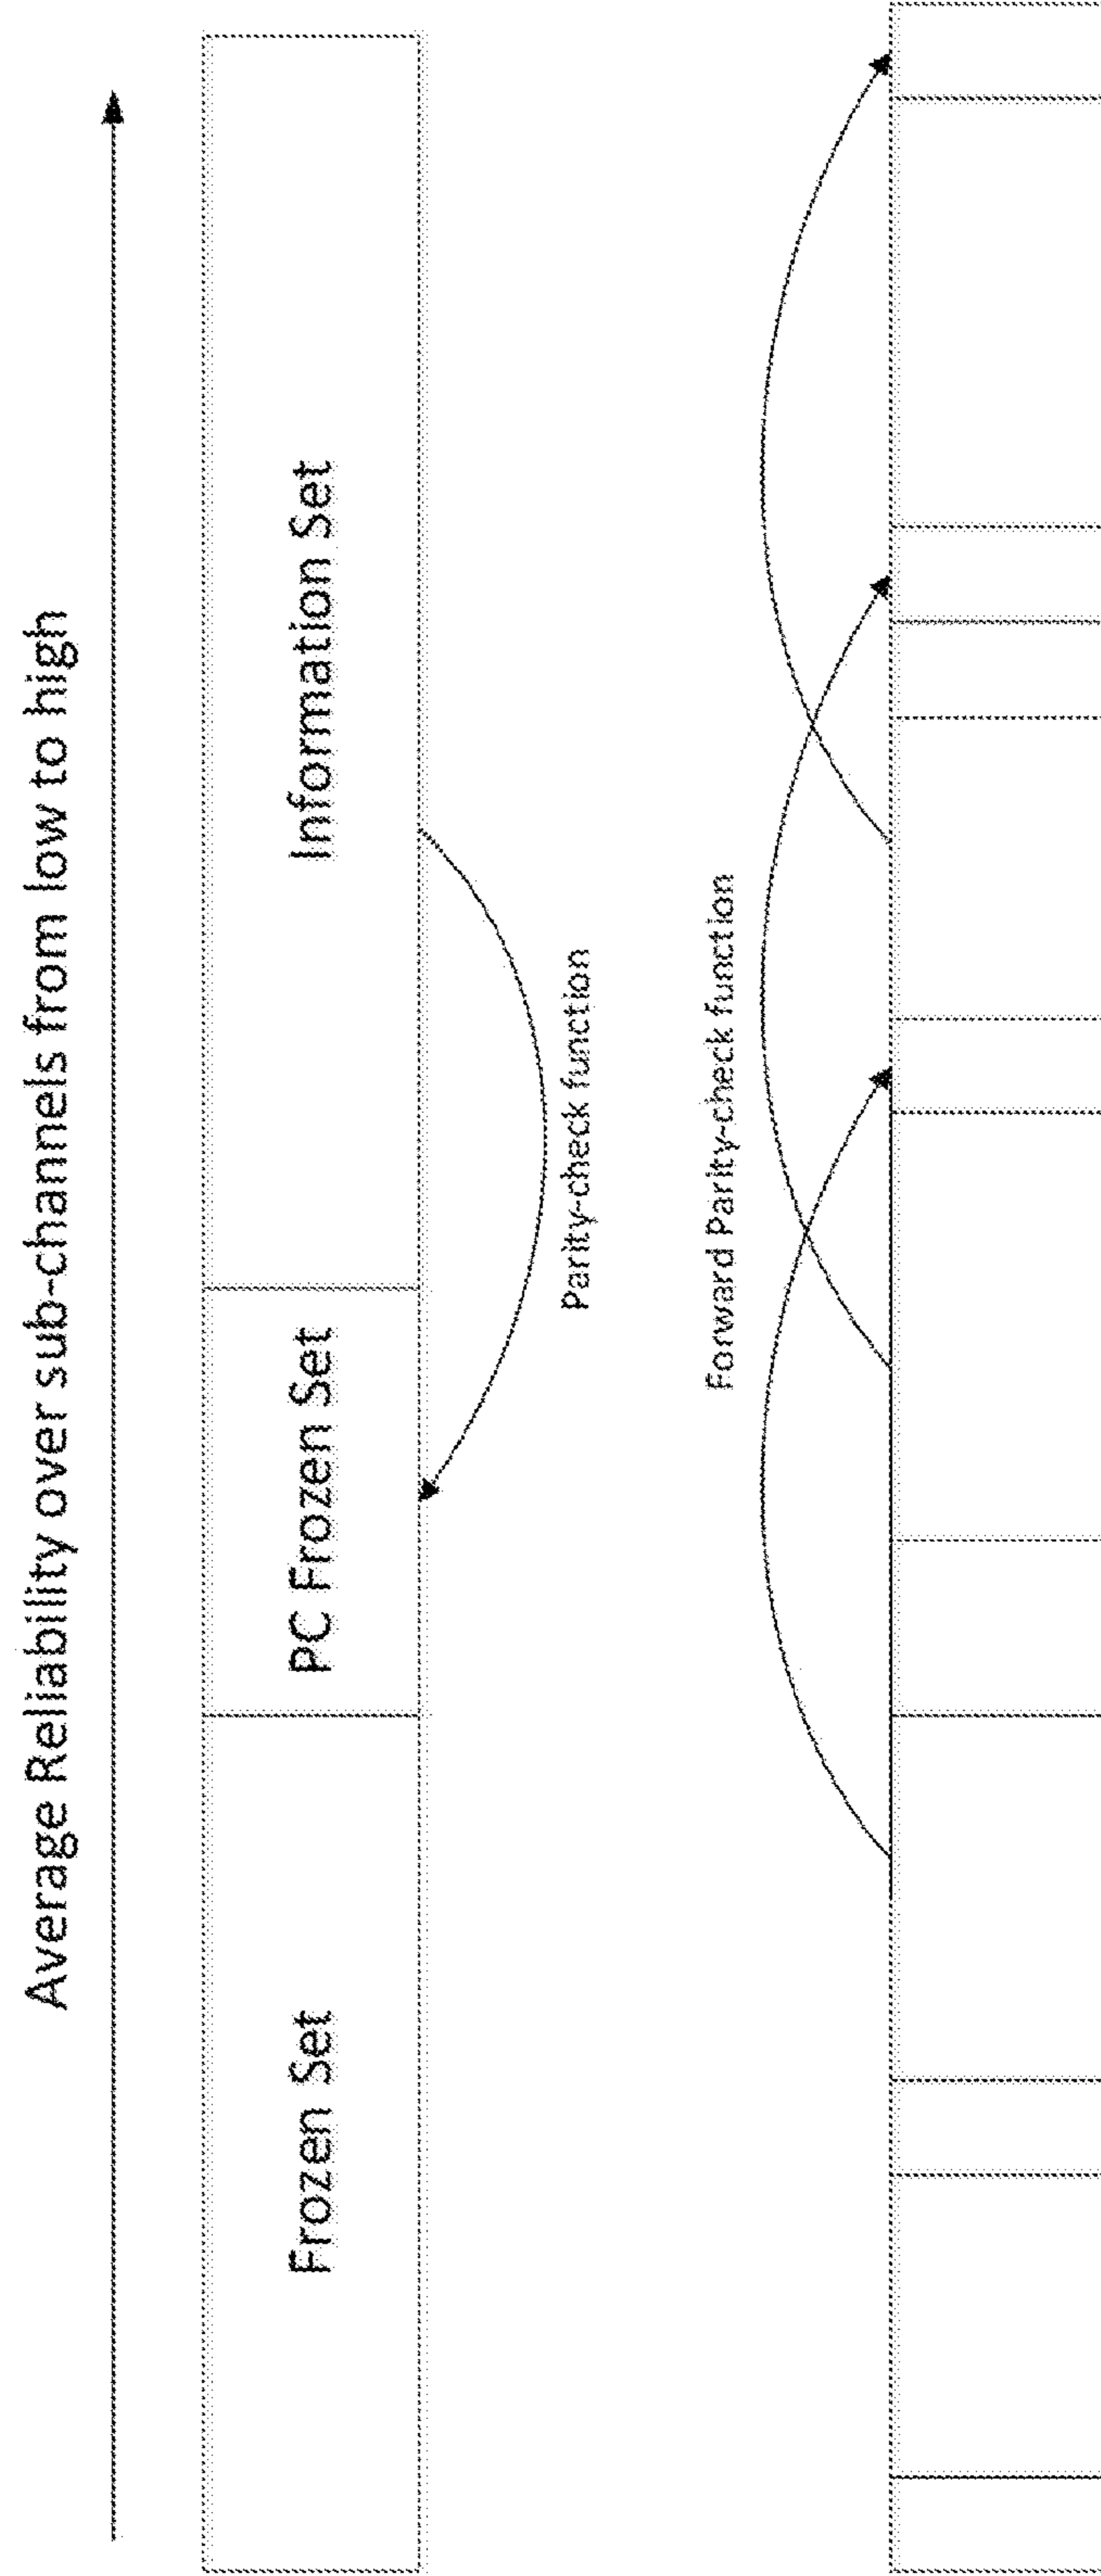 Average Reliability over sub-channels from low to high
Frozen Set
PC Frozen Set
Information Set
Parity-check function
Forward Parity-check function